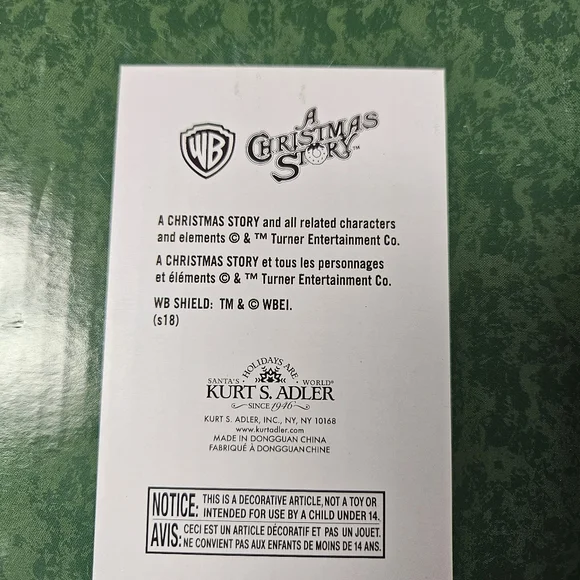 WB
A
CHRISTMAS
STORY™
A CHRISTMAS STORY and all related characters
and elements © & ™ Turner Entertainment Co.
A CHRISTMAS STORY et tous les personnages
et éléments © & ™ Turner Entertainment Co.
WB SHIELD: TM & © WBEI.
(s18)
HOLIDAYS ARE
SANTA'S WORLD®
KURT S. ADLER
SINCE 1946
KURT S. ADLER, INC., NY, NY 10168
www.kurtadler.com
MADE IN DONGGUAN CHINA
FABRIQUÉ À DONGGUANCHINE
NOTICE: THIS IS A DECORATIVE ARTICLE, NOT A TOY OR
INTENDED FOR USE BY A CHILD UNDER 14.
AVIS: CECI EST UN ARTICLE DÉCORATIF ET PAS UN JOUET.
NE CONVIENT PAS AUX ENFANTS DE MOINS DE 14 ANS.